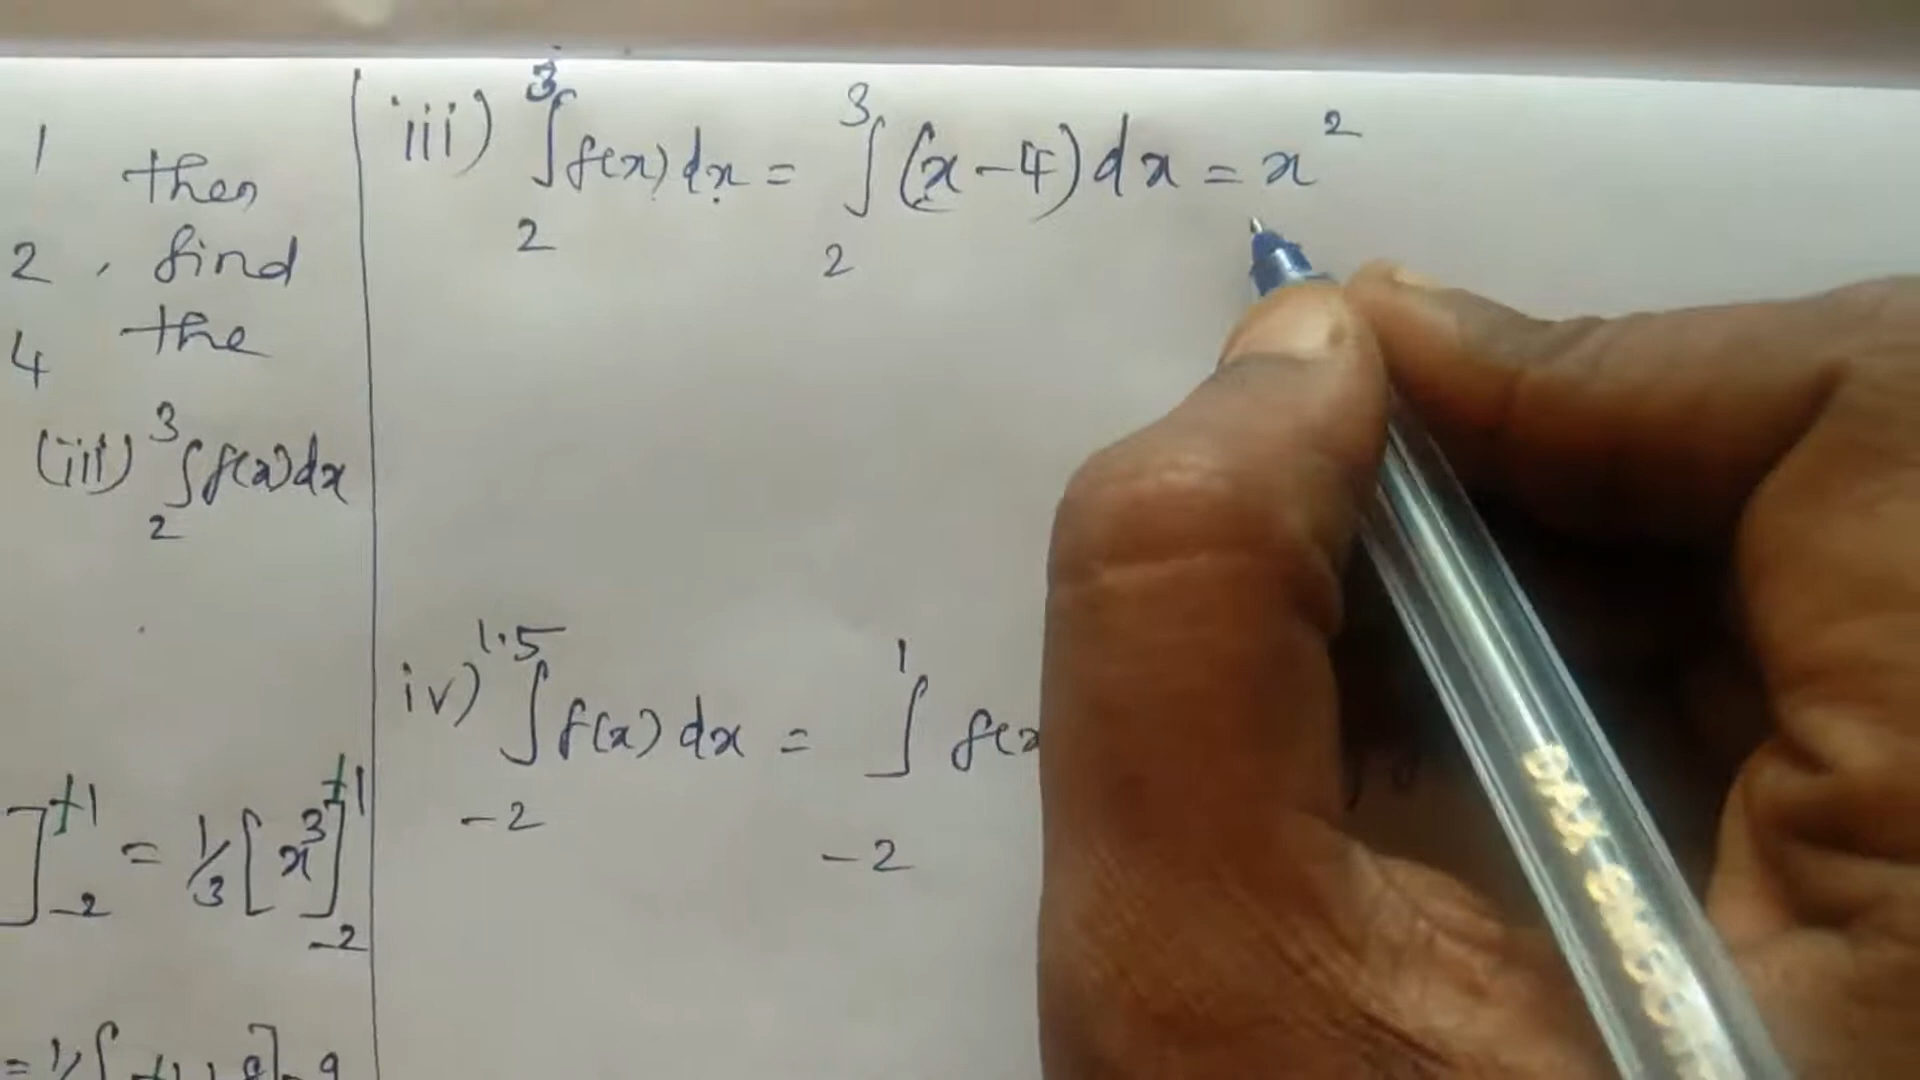 1 then
2 , find
4 the
(iii) ³∫₂ f(x) dx
]⁺¹₋₂ = 1/3 [x³]⁺¹₋₂
iii) ³∫₂ f(x) dx = ³∫₂ (x-4) dx = x²
iv) ¹·⁵∫₋₂ f(x) dx = ¹∫₋₂ f(x